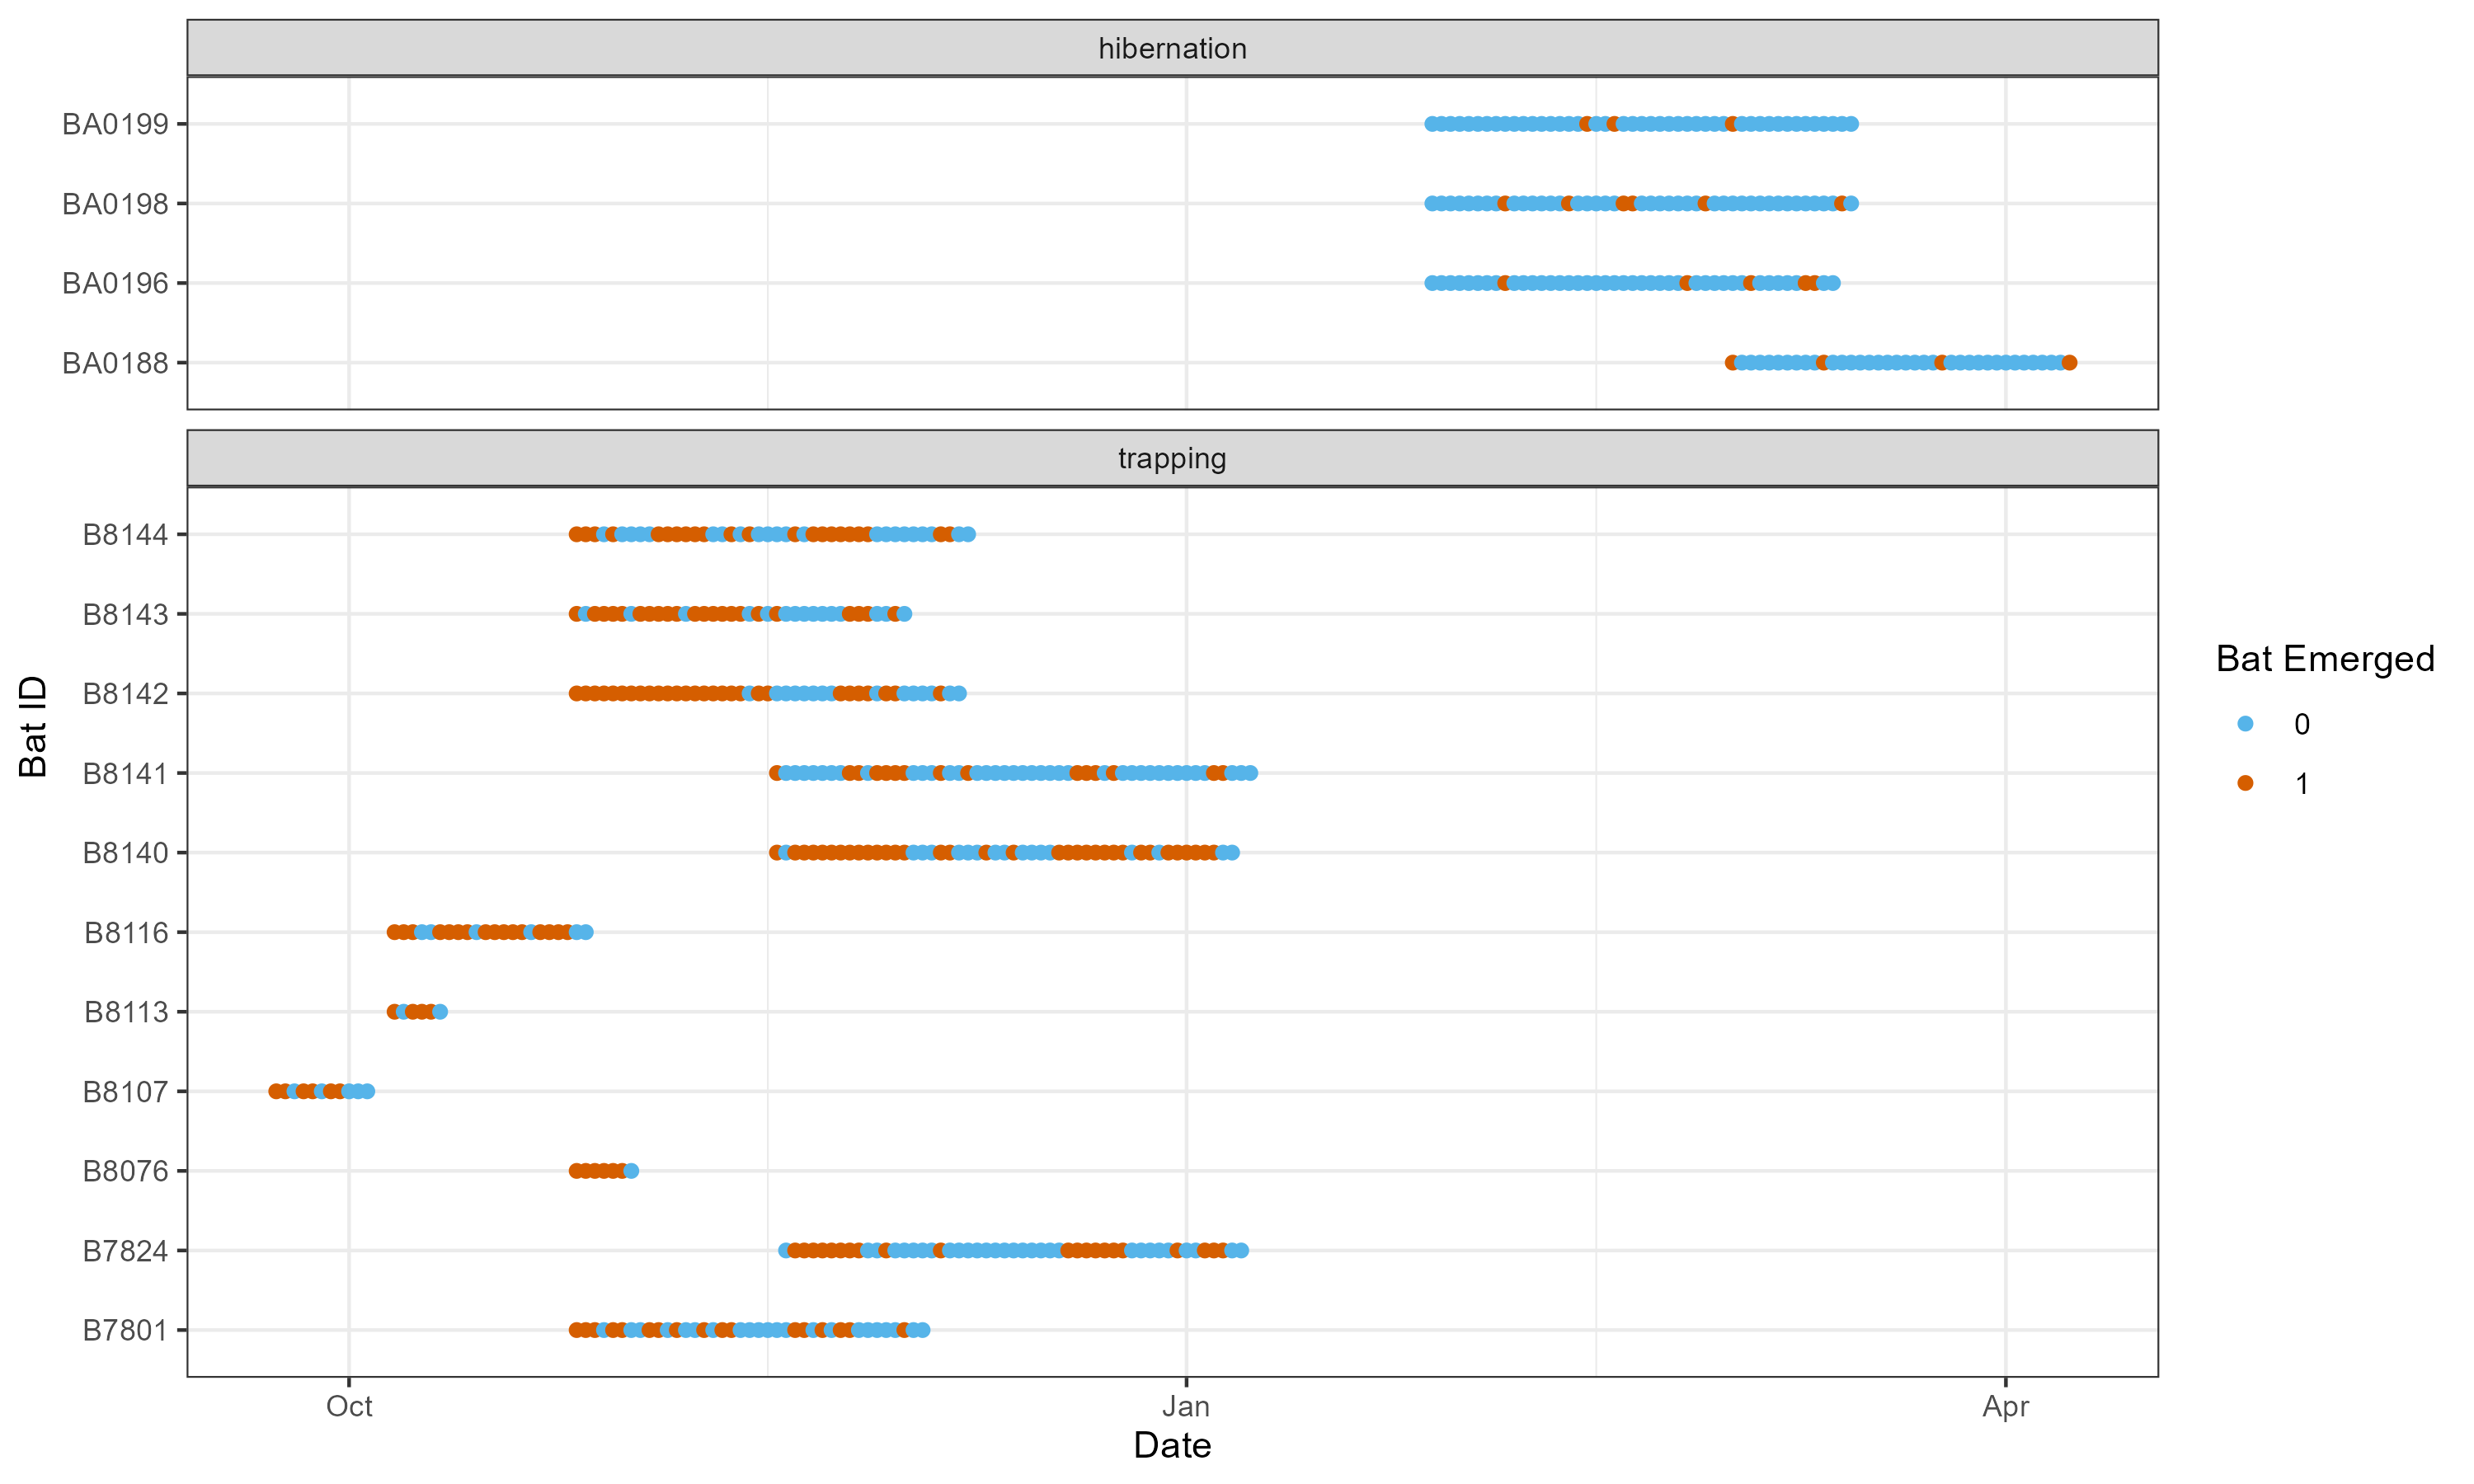 hibernation
BA0199
BA0198
BA0196
BA0188
trapping
B8144
B8143
B8142
B8141
B8140
B8116
B8113
B8107
B8076
B7824
B7801
Bat ID
Oct
Jan
Apr
Date
Bat Emerged
0
1